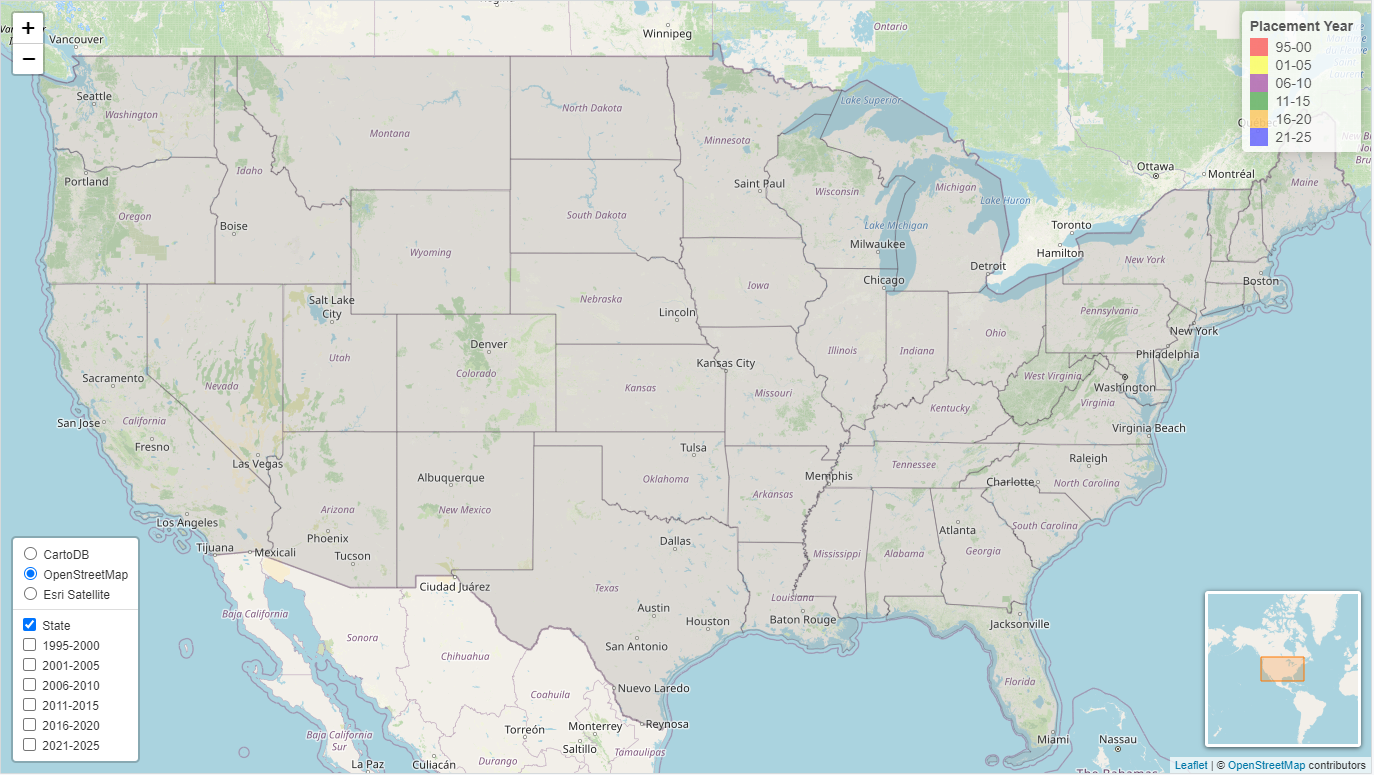 +
−
Vancouver
Winnipeg
Ontario
Placement Year
95-00
01-05
06-10
11-15
16-20
21-25
Seattle
Washington
North Dakota
Lake Superior
Montana
Minnesota
Ottawa
Montréal
Portland
Idaho
Saint Paul
Wisconsin
Michigan
Maine
Lake Huron
Oregon
Boise
South Dakota
Lake Michigan
Toronto
Milwaukee
Hamilton
Wyoming
Detroit
New York
Chicago
Boston
Iowa
Salt Lake
City
Nebraska
Lincoln
Pennsylvania
New York
Denver
Ohio
Utah
Illinois
Indiana
Philadelphia
Kansas City
Colorado
Kansas
West Virginia
Sacramento
Nevada
Missouri
Washington
Virginia
Kentucky
San Jose
California
Virginia Beach
Fresno
Tulsa
Raleigh
Las Vegas
Tennessee
Albuquerque
Oklahoma
Memphis
Charlotte
North Carolina
Arkansas
Arizona
New Mexico
Los Angeles
South Carolina
Atlanta
Phoenix
Dallas
Tijuana
Mexicali
Tucson
Mississippi
Alabama
Georgia
Ciudad Juárez
Texas
Louisiana
Baja California
Austin
Houston
Baton Rouge
Jacksonville
Sonora
San Antonio
Chihuahua
Florida
Nuevo Laredo
Coahuila
Reynosa
Torreón
Monterrey
Baja California
Sur
Saltillo
Tamaulipas
Miami
Nassau
Durango
La Paz
Culiacán
The Bahamas
CartoDB
OpenStreetMap
Esri Satellite
State
1995-2000
2001-2005
2006-2010
2011-2015
2016-2020
2021-2025
Leaflet | © OpenStreetMap contributors